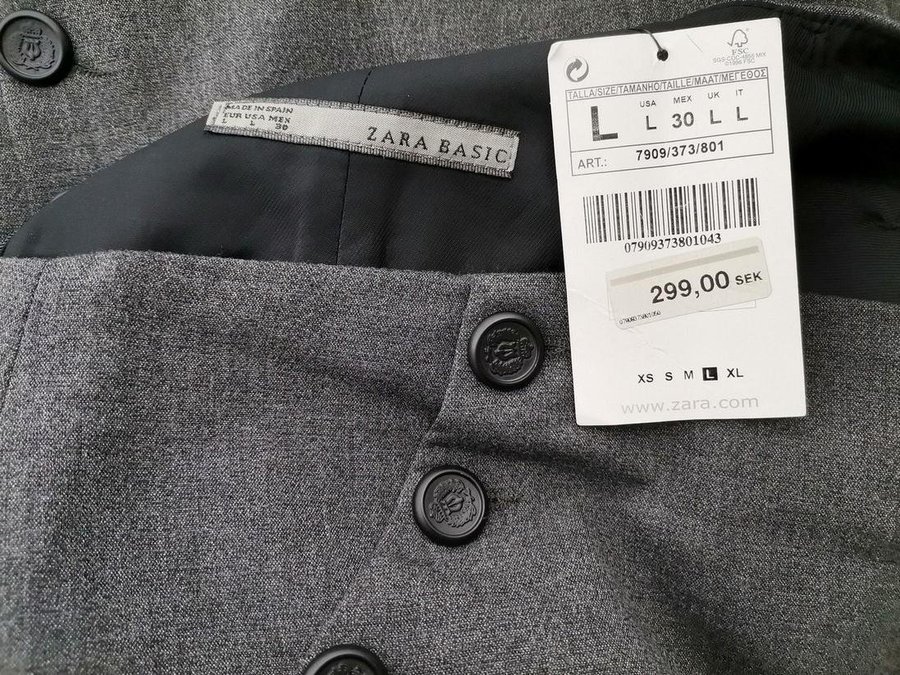 MADE IN SPAIN
EUR USA MEX
L L 30
ZARA BASIC
FSC
TALLA/SIZE/TAMANHO/TAILLE/MAAT/ΜΕΓΕΘΟΣ
L
USA MEX UK IT
L 30 L L
ART.: 7909/373/801
07909373801043
299,00 SEK
XS S M L XL
www.zara.com